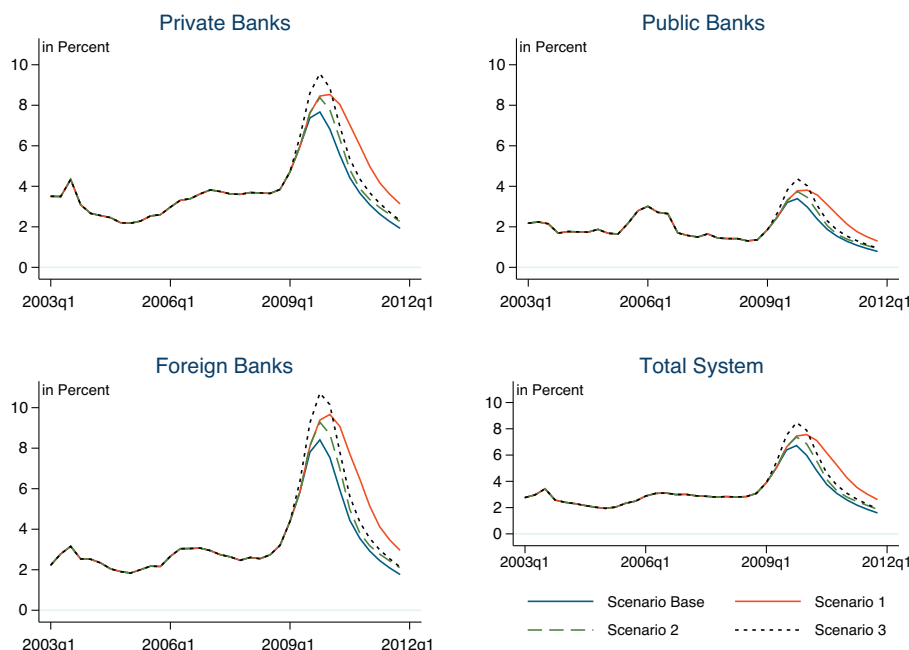 Private Banks
in Percent
10
8
6
4
2
0
2003q1 2006q1 2009q1 2012q1
Public Banks
in Percent
10
8
6
4
2
0
2003q1 2006q1 2009q1 2012q1
Foreign Banks
in Percent
10
8
6
4
2
0
2003q1 2006q1 2009q1 2012q1
Total System
in Percent
10
8
6
4
2
0
2003q1 2006q1 2009q1 2012q1
Scenario Base Scenario 1
Scenario 2 Scenario 3